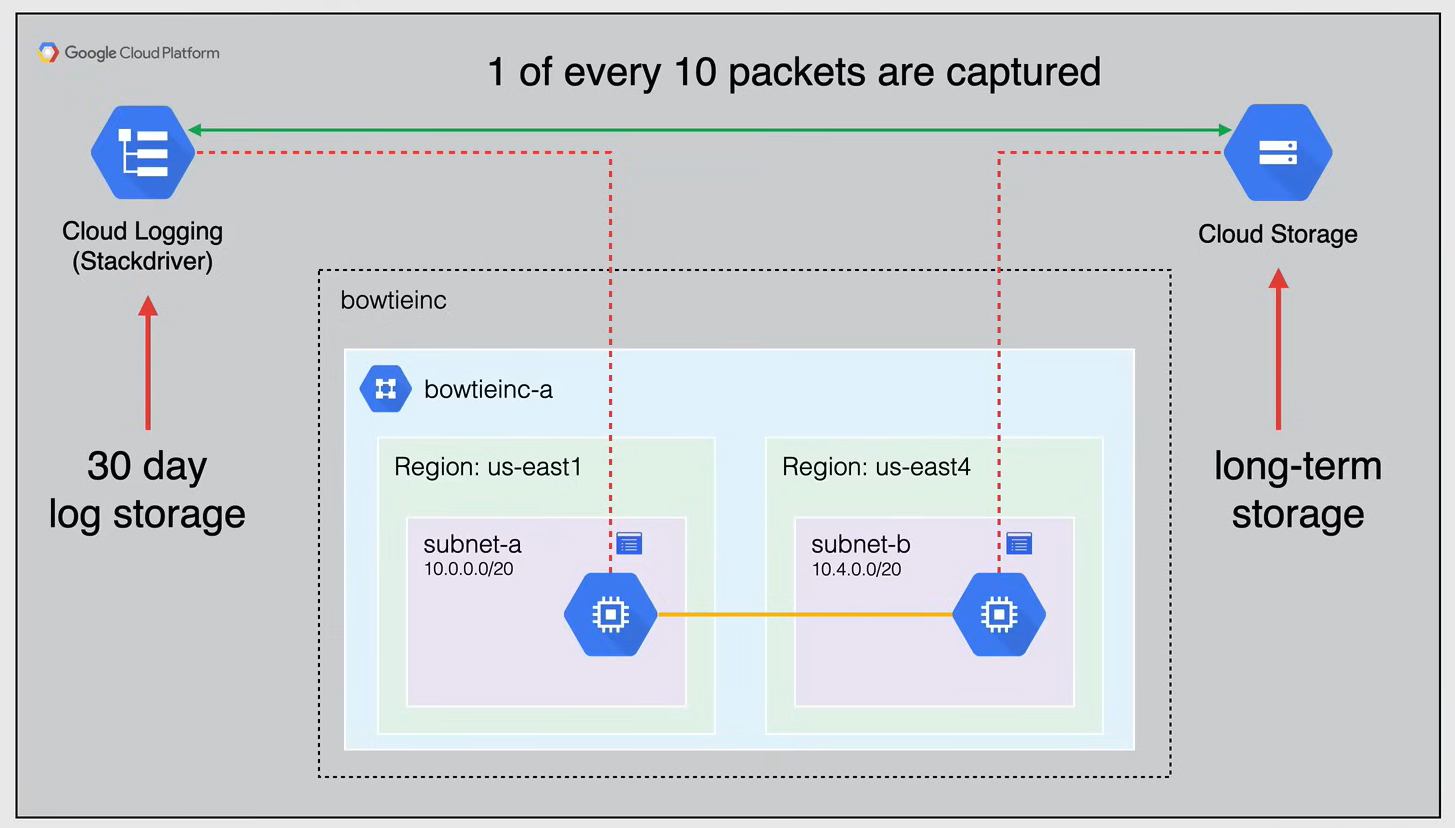 Google Cloud Platform
1 of every 10 packets are captured
Cloud Logging
(Stackdriver)
Cloud Storage
30 day
log storage
long-term
storage
bowtieinc
bowtieinc-a
Region: us-east1
subnet-a
10.0.0.0/20
Region: us-east4
subnet-b
10.4.0.0/20